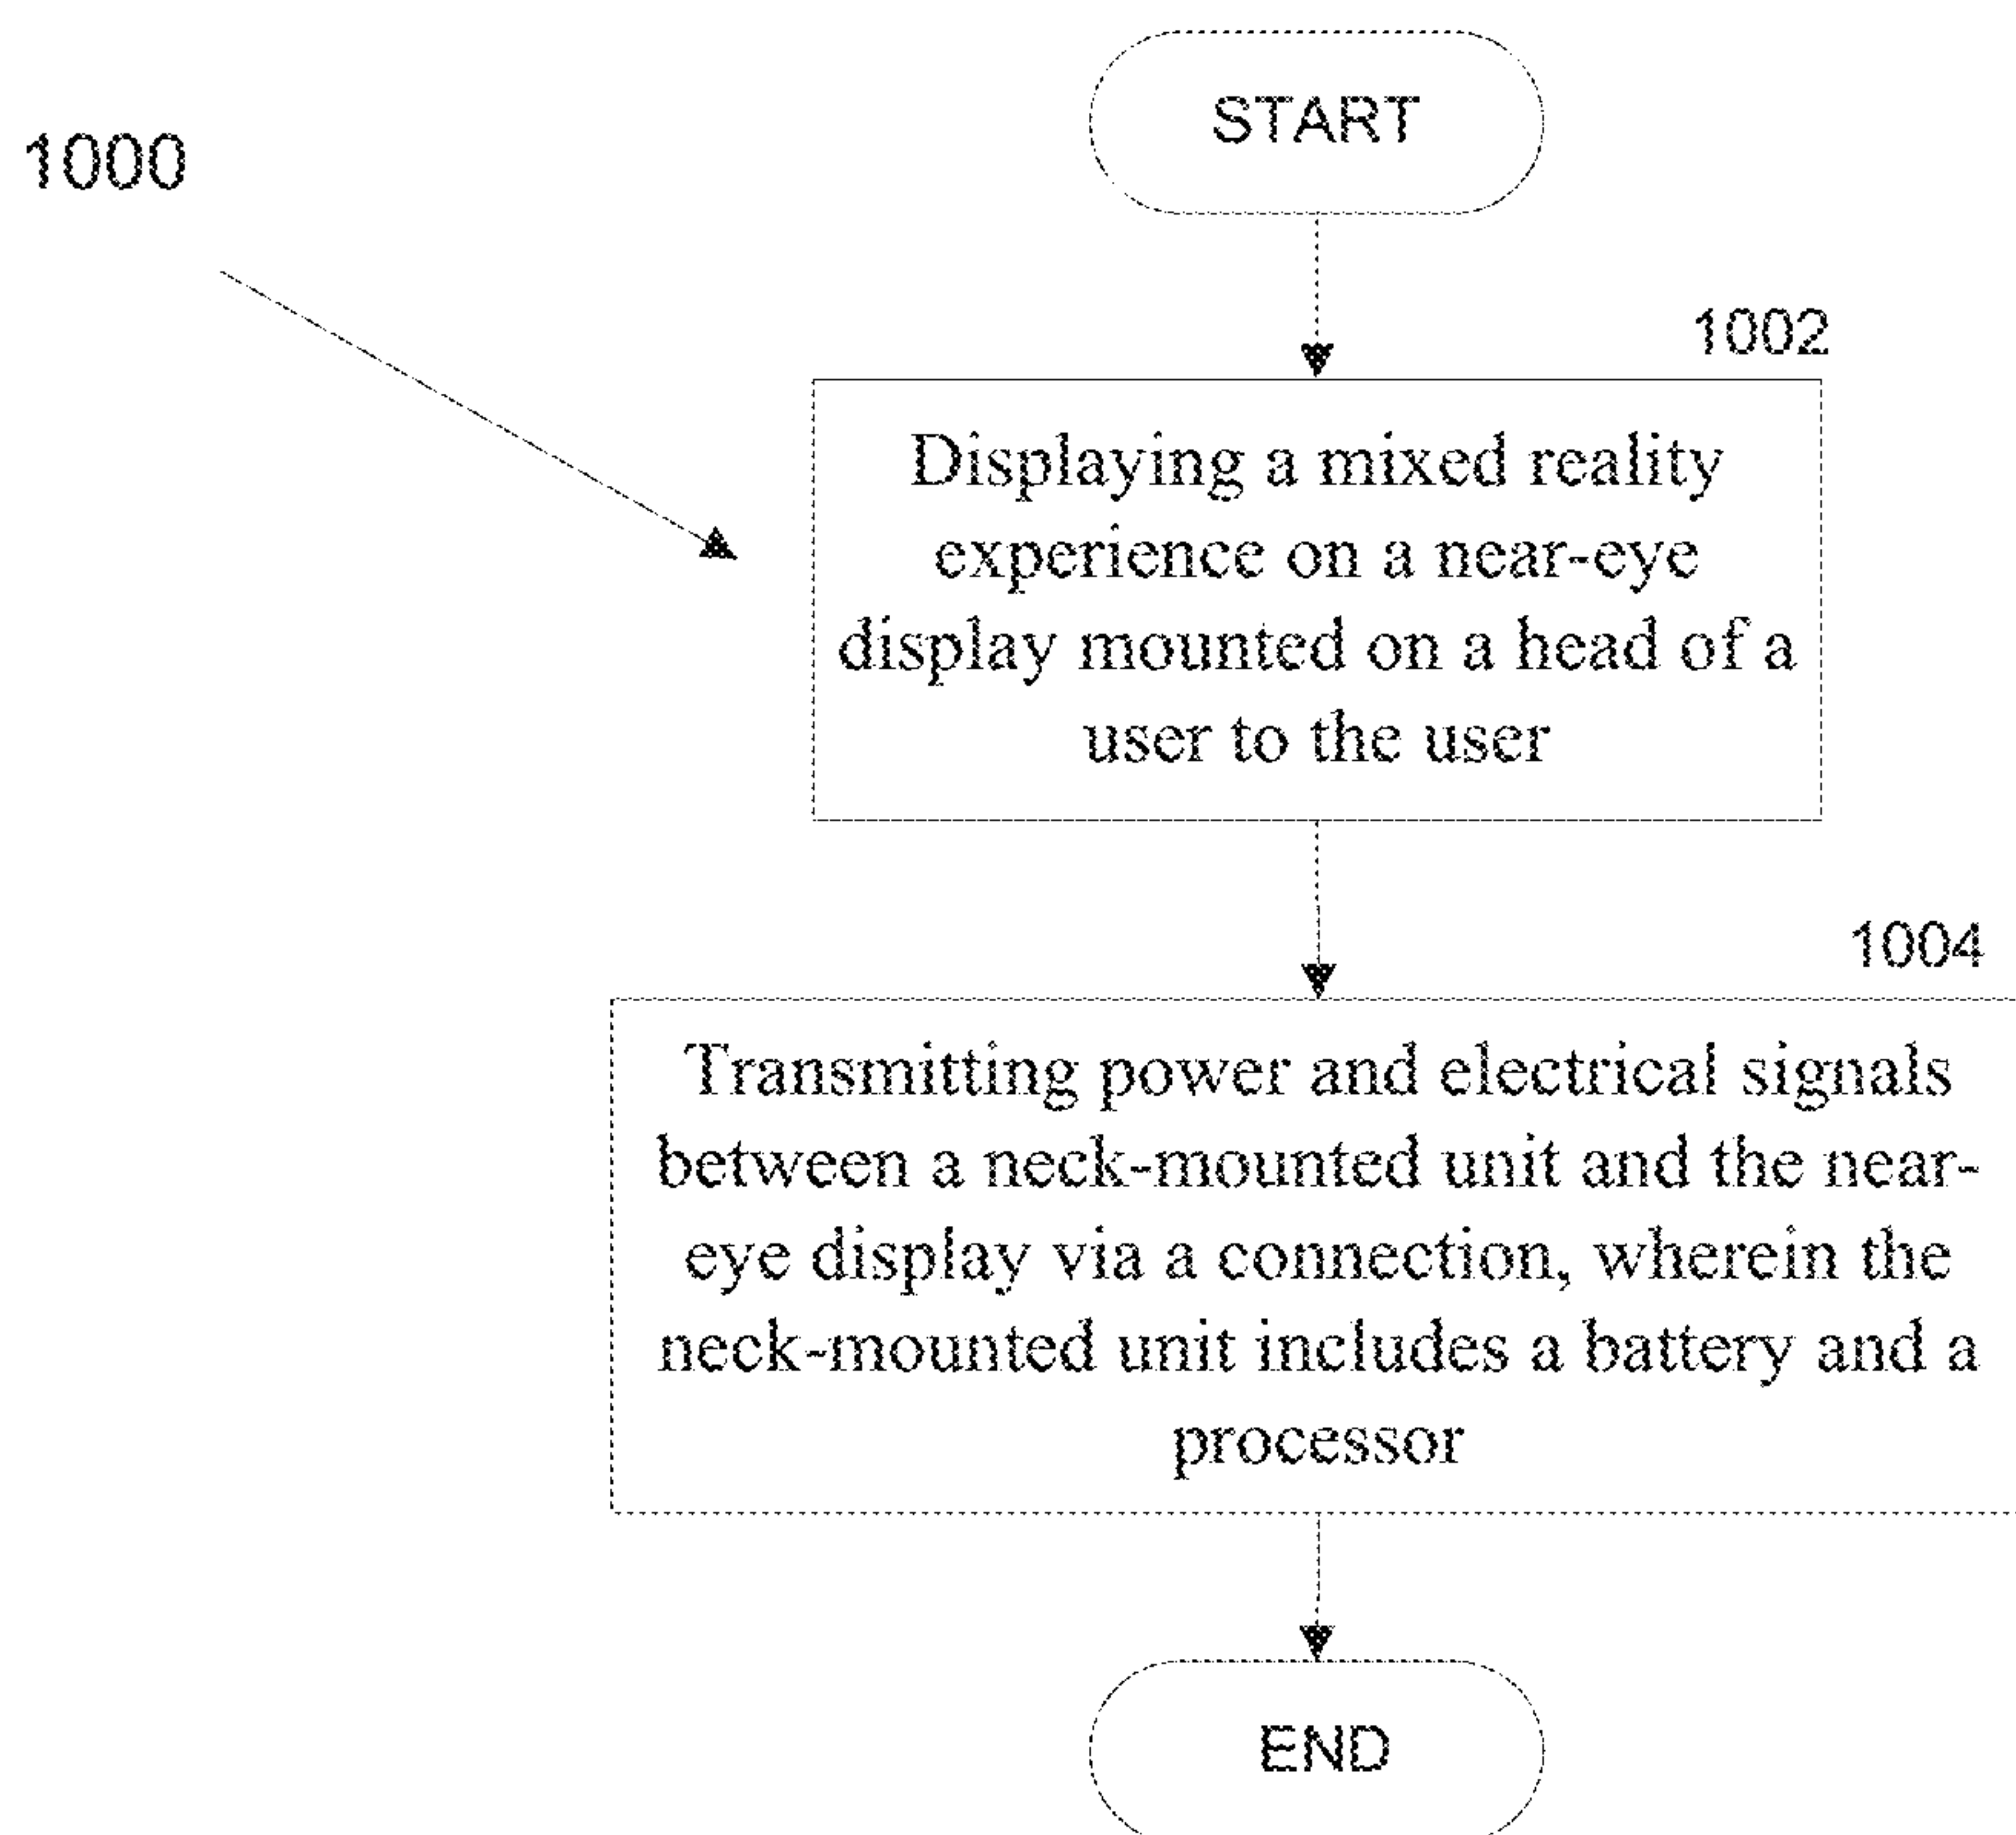 START
1000
1002
Displaying a mixed reality
experience on a near-eye
display mounted on a head of a
user to the user
1004
Transmitting power and electrical signals
between a neck-mounted unit and the near-
eye display via a connection, wherein the
neck-mounted unit includes a battery and a
processor
END